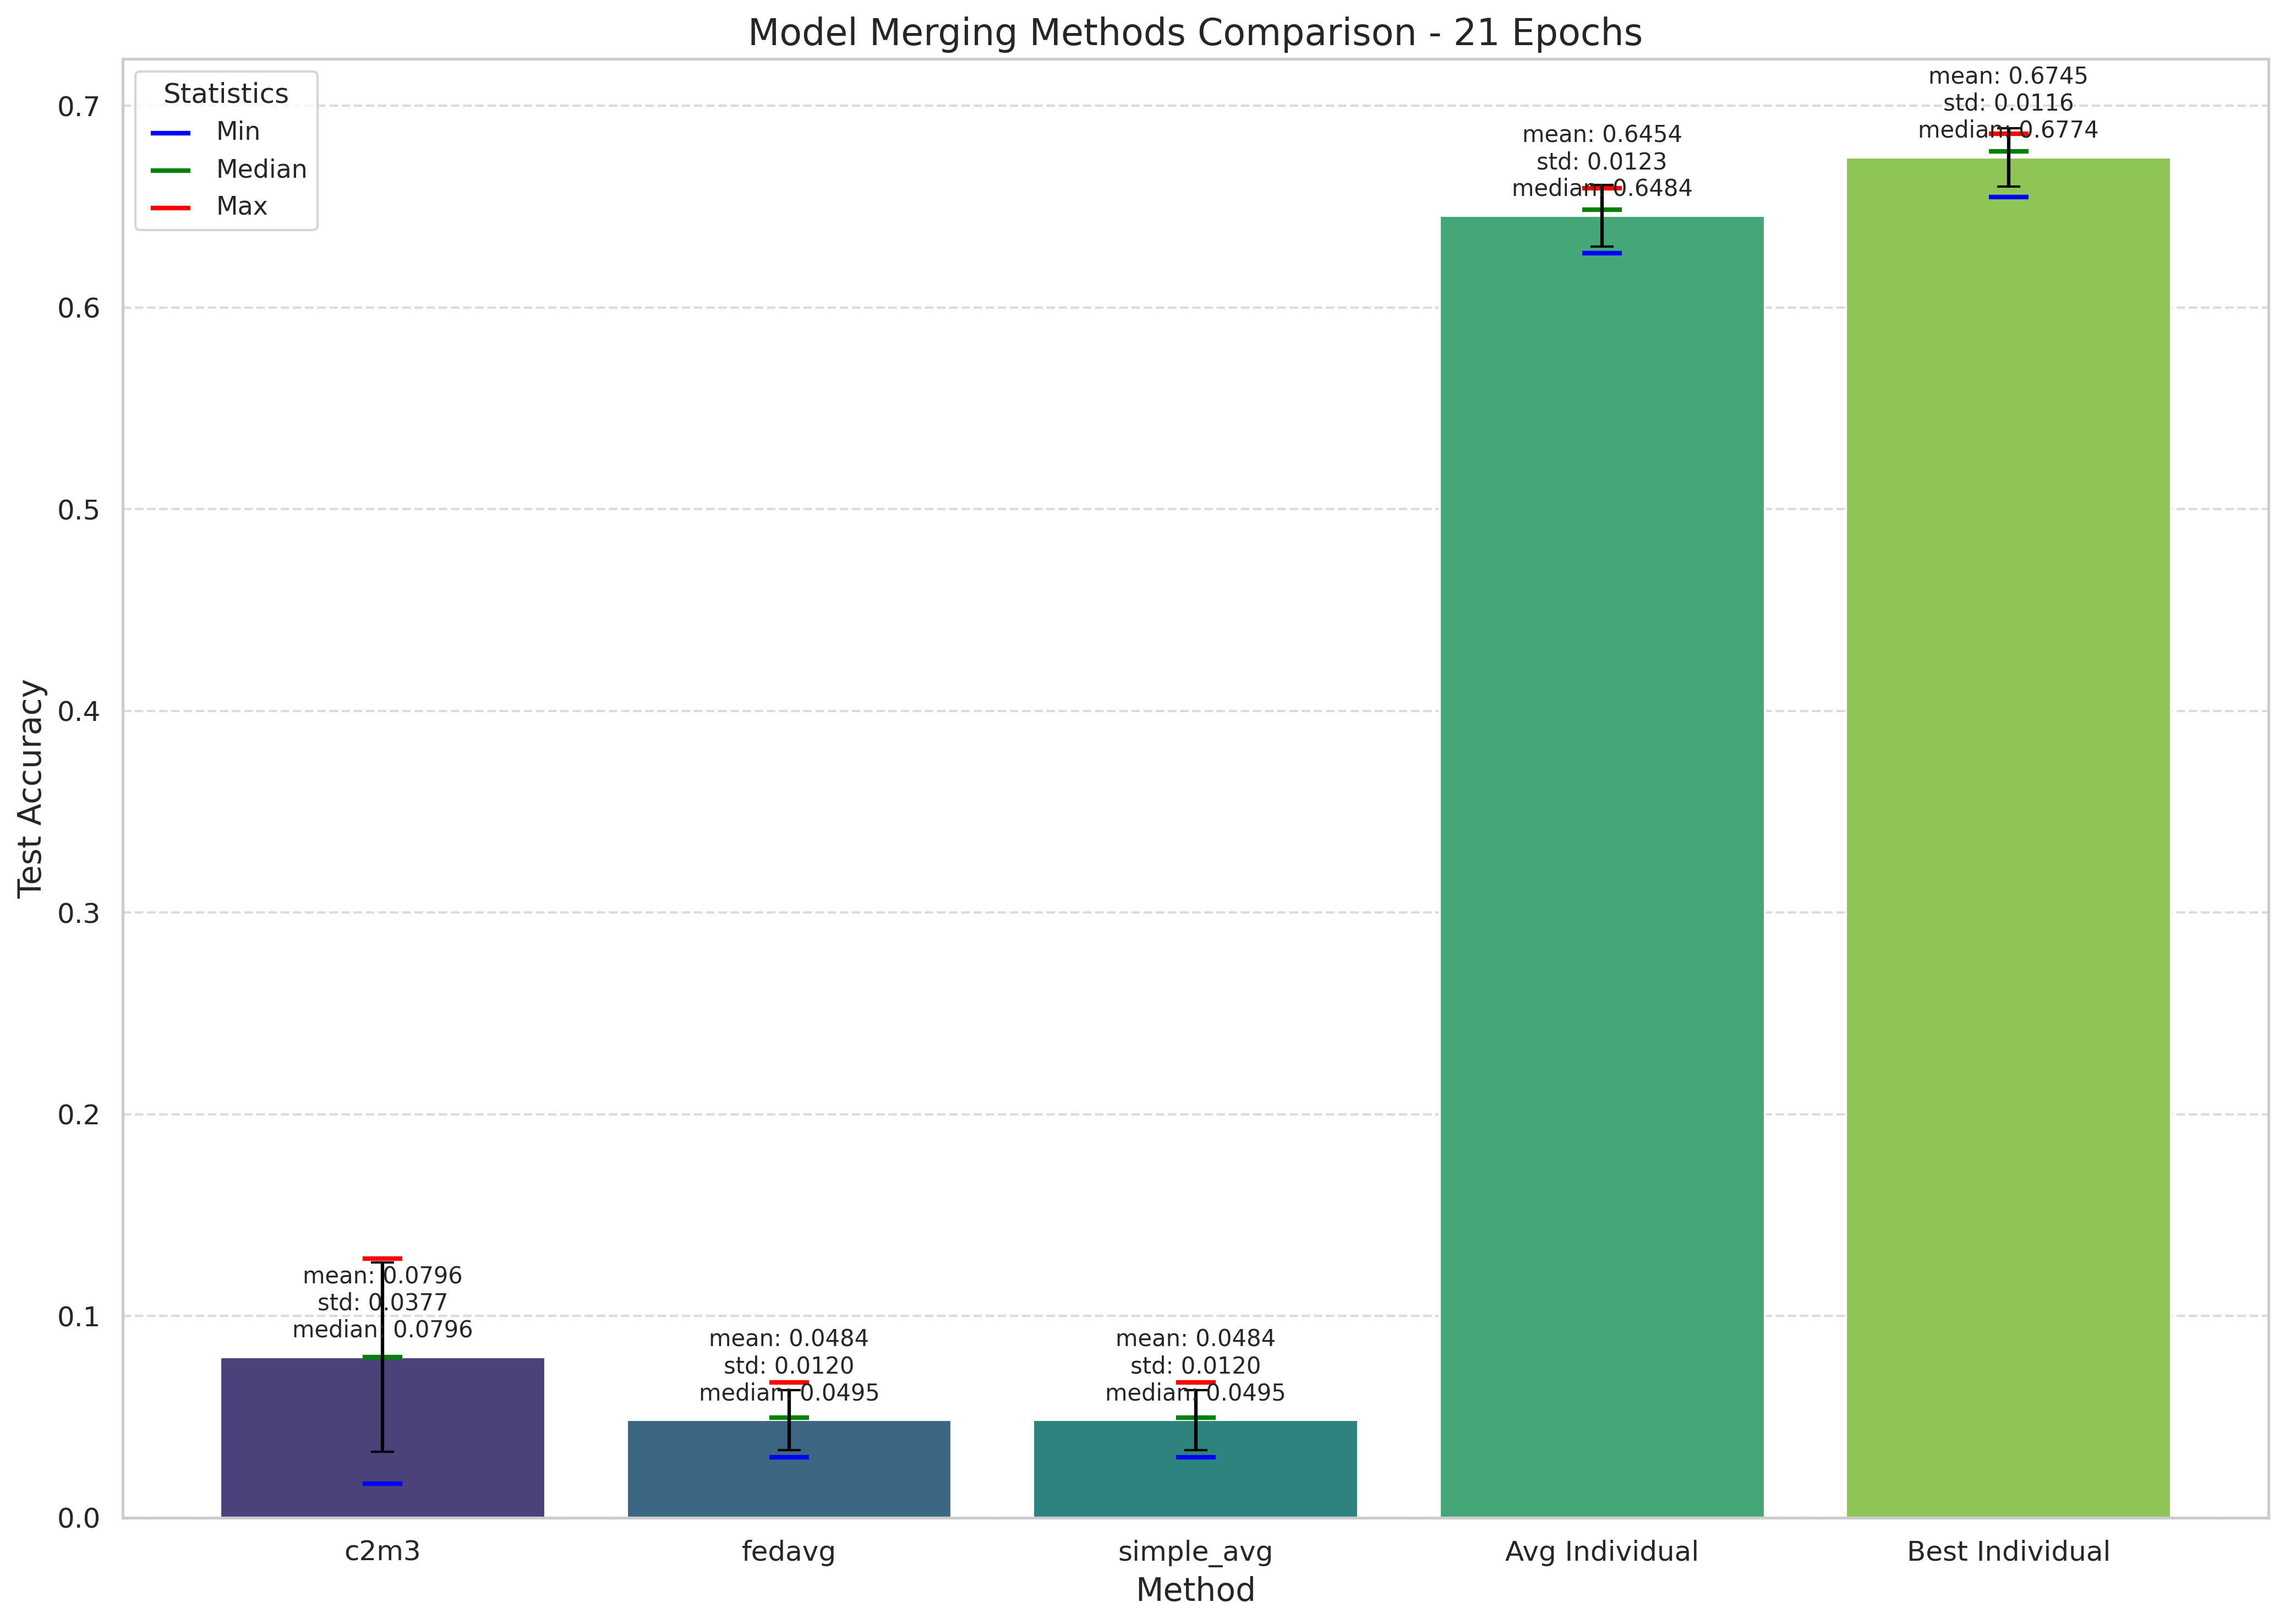 Model Merging Methods Comparison - 21 Epochs
Statistics
Min
Median
Max
mean: 0.6745
std: 0.0116
median: 0.6774
mean: 0.6454
std: 0.0123
median: 0.6484
mean: 0.0796
std: 0.0377
median: 0.0796
mean: 0.0484
std: 0.0120
median: 0.0495
mean: 0.0484
std: 0.0120
median: 0.0495
0.7
0.6
0.5
0.4
0.3
0.2
0.1
0.0
Test Accuracy
c2m3
fedavg
simple_avg
Avg Individual
Best Individual
Method